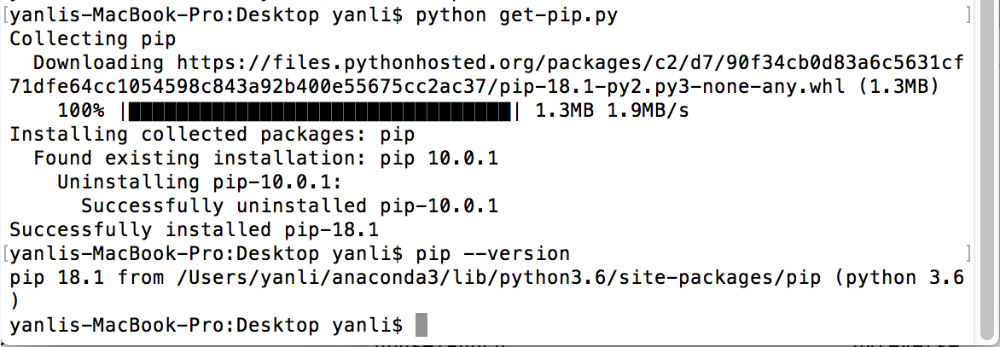 [yanlis-MacBook-Pro:Desktop yanli$ python get-pip.py ]
Collecting pip
  Downloading https://files.pythonhosted.org/packages/c2/d7/90f34cb0d83a6c5631cf
71dfe64cc1054598c843a92b400e55675cc2ac37/pip-18.1-py2.py3-none-any.whl (1.3MB)
    100% |████████████████████████████████| 1.3MB 1.9MB/s
Installing collected packages: pip
  Found existing installation: pip 10.0.1
    Uninstalling pip-10.0.1:
      Successfully uninstalled pip-10.0.1
Successfully installed pip-18.1
[yanlis-MacBook-Pro:Desktop yanli$ pip --version ]
pip 18.1 from /Users/yanli/anaconda3/lib/python3.6/site-packages/pip (python 3.6
)
yanlis-MacBook-Pro:Desktop yanli$